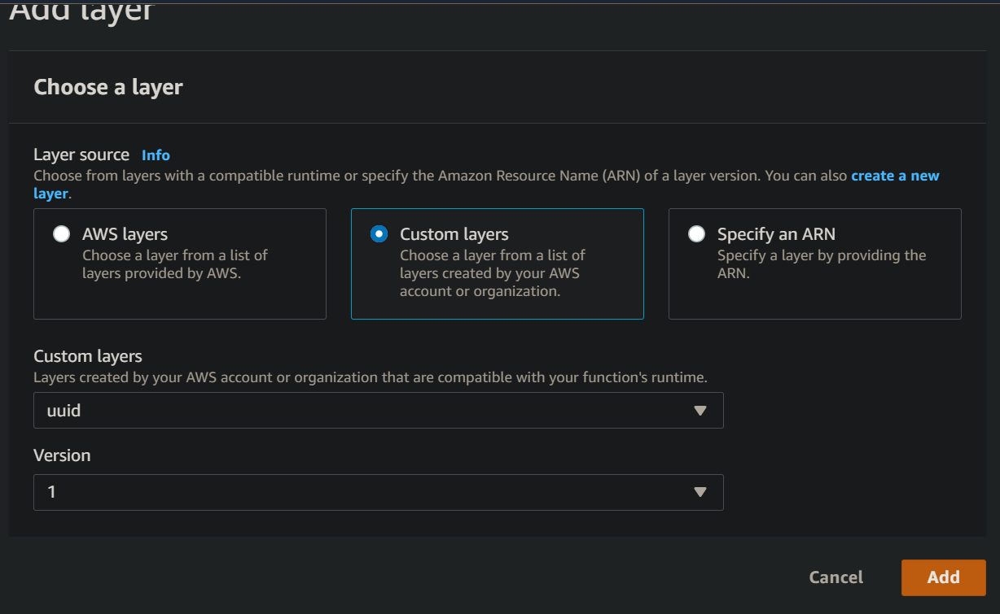 Add layer
Choose a layer
Layer source Info
Choose from layers with a compatible runtime or specify the Amazon Resource Name (ARN) of a layer version. You can also create a new
layer.
AWS layers
Choose a layer from a list of
layers provided by AWS.
Custom layers
Choose a layer from a list of
layers created by your AWS
account or organization.
Specify an ARN
Specify a layer by providing the
ARN.
Custom layers
Layers created by your AWS account or organization that are compatible with your function's runtime.
uuid
Version
1
Cancel
Add